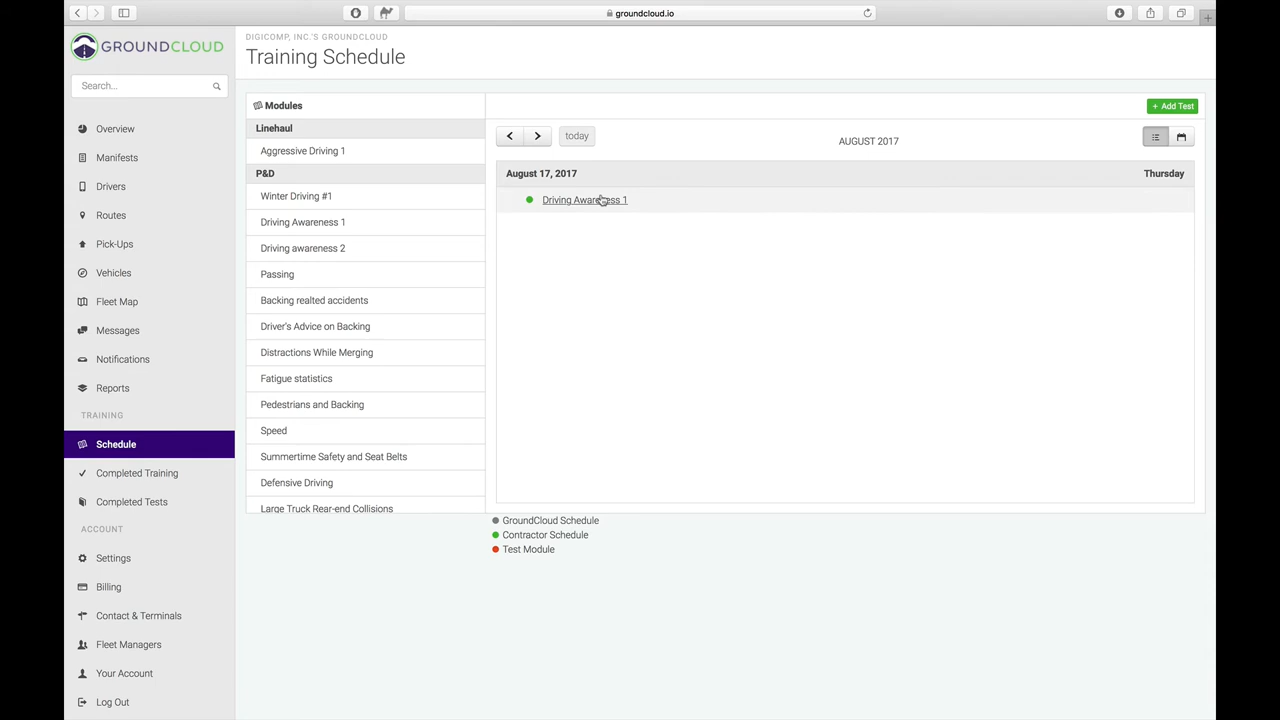 groundcloud.io
GROUNDCLOUD
Search...
Overview
Manifests
Drivers
Routes
Pick-Ups
Vehicles
Fleet Map
Messages
Notifications
Reports
TRAINING
Schedule
Completed Training
Completed Tests
ACCOUNT
Settings
Billing
Contact & Terminals
Fleet Managers
Your Account
Log Out
DIGICOMP, INC.'S GROUNDCLOUD
Training Schedule
Modules
Linehaul
Aggressive Driving 1
P&D
Winter Driving #1
Driving Awareness 1
Driving awareness 2
Passing
Backing realted accidents
Driver's Advice on Backing
Distractions While Merging
Fatigue statistics
Pedestrians and Backing
Speed
Summertime Safety and Seat Belts
Defensive Driving
Large Truck Rear-end Collisions
+ Add Test
today
AUGUST 2017
August 17, 2017 Thursday
Driving Awareness 1
GroundCloud Schedule
Contractor Schedule
Test Module